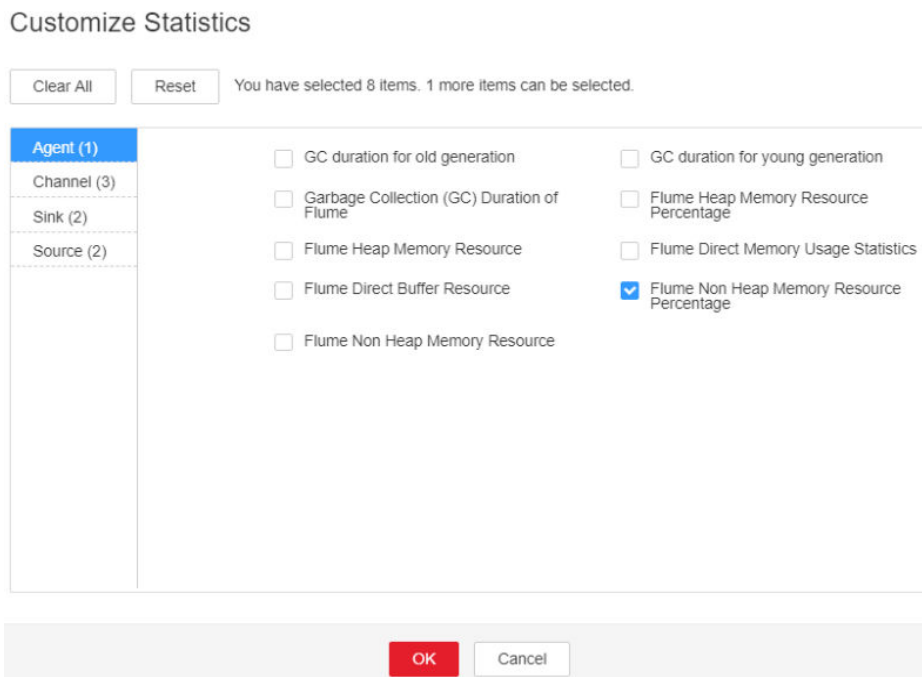 Customize Statistics
Clear All
Reset
You have selected 8 items. 1 more items can be selected.
Agent (1)
Channel (3)
Sink (2)
Source (2)
GC duration for old generation
GC duration for young generation
Garbage Collection (GC) Duration of
Flume
Flume Heap Memory Resource
Percentage
Flume Heap Memory Resource
Flume Direct Memory Usage Statistics
Flume Direct Buffer Resource
Flume Non Heap Memory Resource
Percentage
Flume Non Heap Memory Resource
OK
Cancel